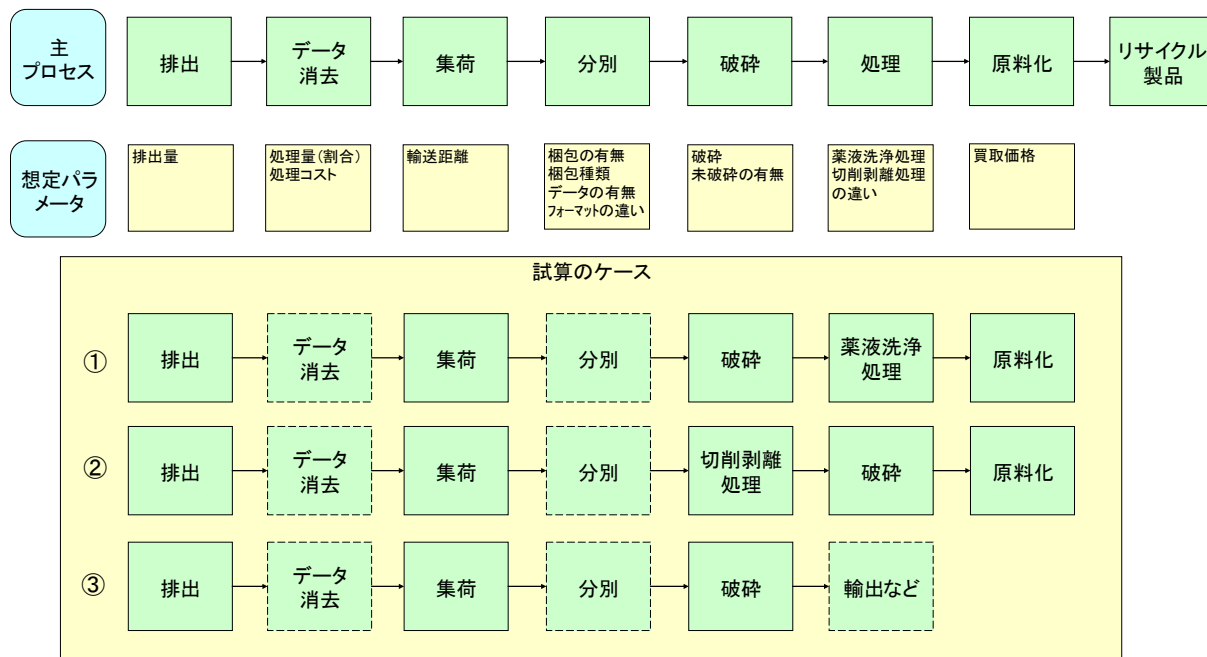 主
プロセス
排出
データ
消去
集荷
分別
破砕
処理
原料化
リサイクル
製品
想定パラ
メータ
排出量
処理量(割合)
処理コスト
輸送距離
梱包の有無
梱包種類
データの有無
フォーマットの違い
破砕
未破砕の有無
薬液洗浄処理
切削剥離処理
の違い
買取価格
試算のケース
①
排出
データ
消去
集荷
分別
破砕
薬液洗浄
処理
原料化
②
排出
データ
消去
集荷
分別
切削剥離
処理
破砕
原料化
③
排出
データ
消去
集荷
分別
破砕
輸出など